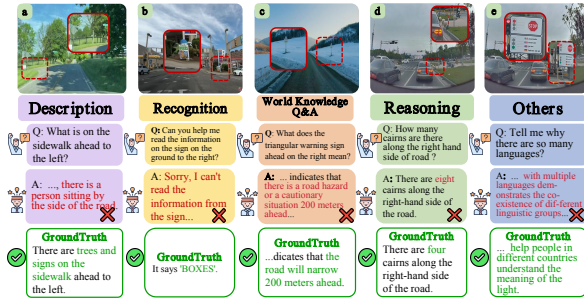 a
b
c
d
e
STOP
Description
Recognition
World Knowledge
Q&A
Reasoning
Others
Q: What is on the
sidewalk ahead to
the left?
Q: Can you help me
read the information
on the sign on the
ground to the right?
Q: What does the
triangular warning sign
ahead on the right mean?
Q: How many
cairns are there
along the right hand
side of road ?
Q: Tell me why
there are so many
languages?
A: ..., there is a
person sitting by
the side of the road.
A: Sorry, I can't
read the
information from
the sign...
A: ... indicates that
there is a road hazard
or a cautionary
situation 200 meters
ahead...
A: There are eight
cairns along the
right-hand side of
the road.
A: ... with multiple
languages dem-
onstrates the co-
existence of dif-ferent
linguistic groups...
GroundTruth
There are trees and
signs on the
sidewalk ahead to
the left.
GroundTruth
It says 'BOXES'.
GroundTruth
...dicates that the
road will narrow
200 meters ahead.
GroundTruth
There are four
cairns along the
right-hand side of
the road.
GroundTruth
... help people in
different countries
understand the
meaning of the
light.